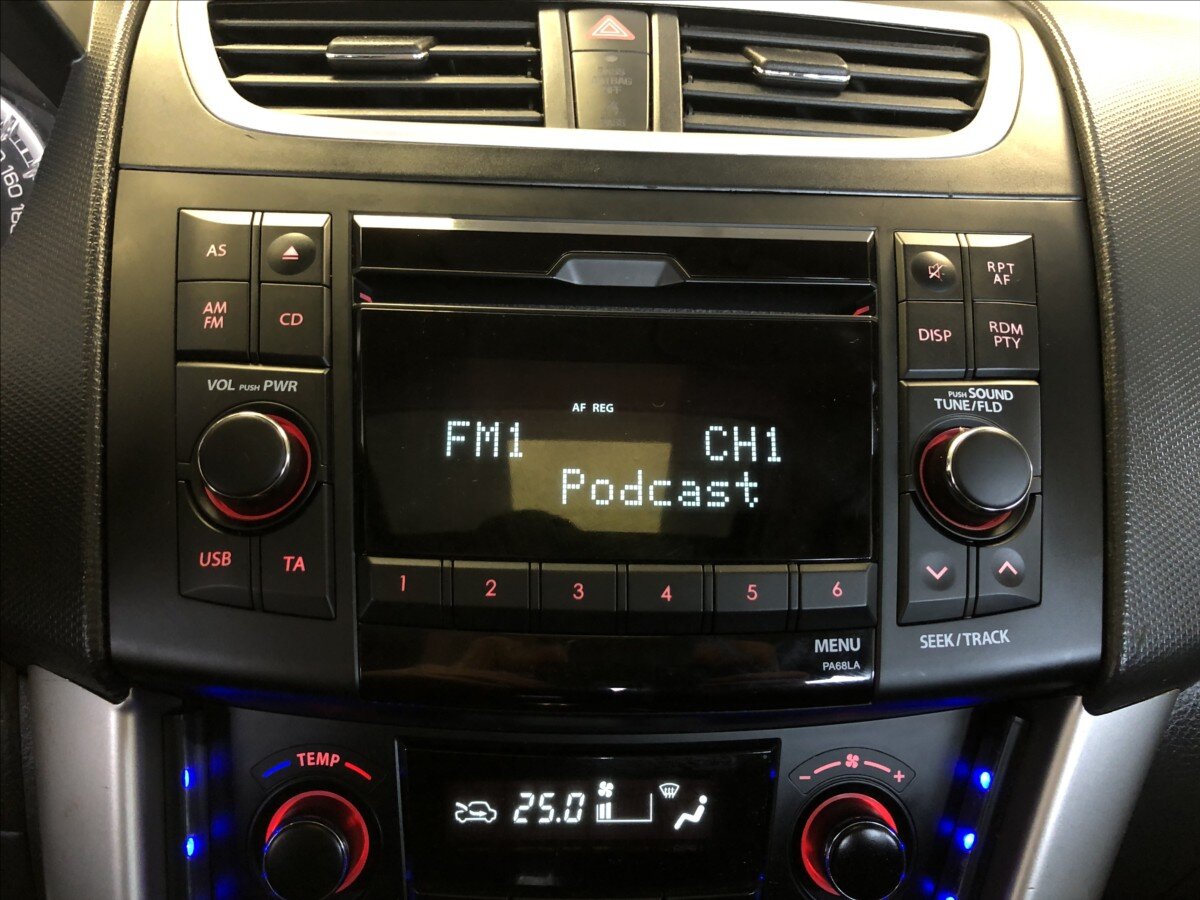 160
AS
AM
FM
CD
VOL PUSH PWR
USB
TA
AF REG
FM1 CH1
Podcast
1 2 3 4 5 6
MENU
PA68LA
RPT
AF
DISP
RDM
PTY
PUSH SOUND
TUNE/FLD
SEEK/TRACK
TEMP
25.0
- +